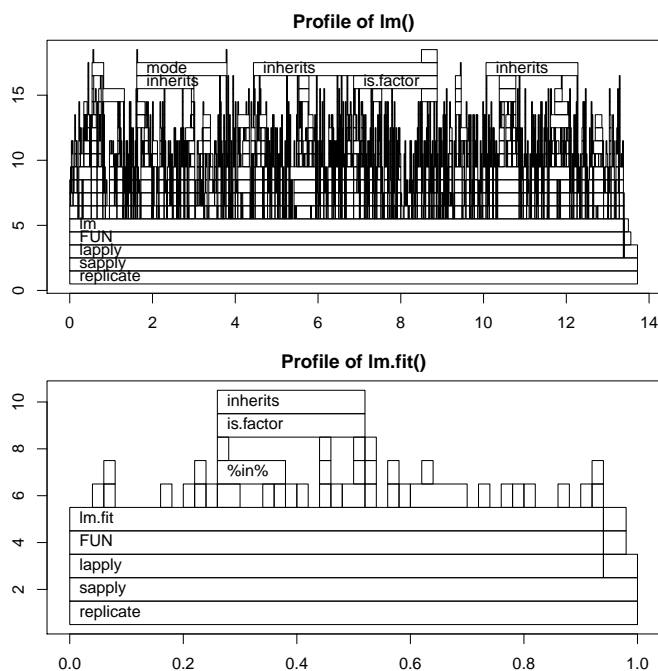 Profile of lm()
mode
inherits
inherits
inherits
is.factor
15
10
5
0
lm
FUN
lapply
sapply
replicate
0 2 4 6 8 10 12 14
Profile of lm.fit()
10
8
6
4
2
inherits
is.factor
%in%
lm.fit
FUN
lapply
sapply
replicate
0.0 0.2 0.4 0.6 0.8 1.0